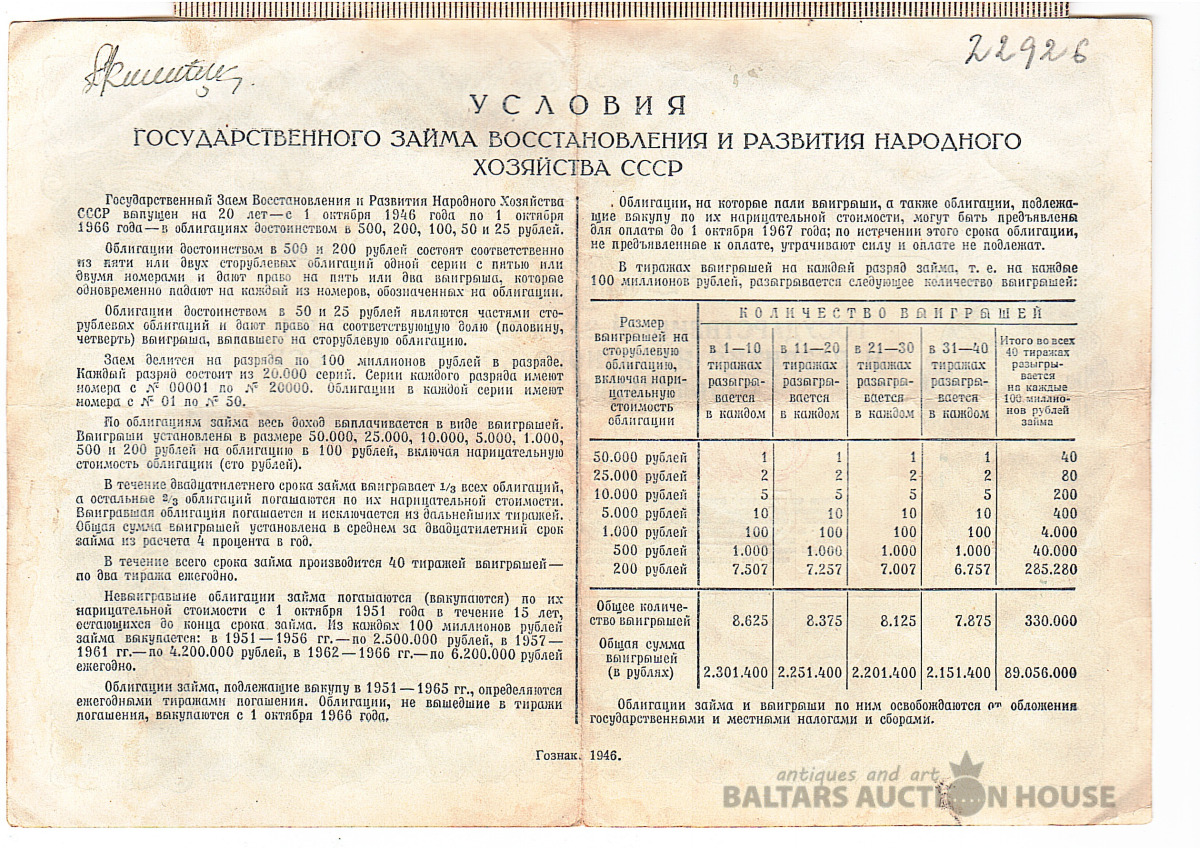 22926
УСЛОВИЯ
ГОСУДАРСТВЕННОГО ЗАЙМА ВОССТАНОВЛЕНИЯ И РАЗВИТИЯ НАРОДНОГО
ХОЗЯЙСТВА СССР
Государственный Заем Восстановления и Развития Народного Хозяйства
СССР выпущен на 20 лет—с 1 октября 1946 года по 1 октября
1966 года—в облигациях достоинством в 500, 200, 100, 50 и 25 рублей.
Облигации достоинством в 500 и 200 рублей состоят соответственно
из пяти или двух сторублевых облигаций одной серии с пятью или
двумя номерами и дают право на пять или два выигрыша, которые
одновременно падают на каждый из номеров, обозначенных на облигации.
Облигации достоинством в 50 и 25 рублей являются частями сто-
рублевых облигаций и дают право на соответствующую долю (половину,
четверть) выигрыша, выпавшего на сторублевую облигацию.
Заем делится на разряды по 100 миллионов рублей в разряде.
Каждый разряд состоит из 20.000 серий. Серии каждого разряда имеют
номера с № 00001 по № 20000. Облигации в каждой серии имеют
номера с № 01 по № 50.
По облигациям займа весь доход выплачивается в виде выигрышей.
Выигрыши установлены в размере 50.000, 25.000, 10.000, 5.000, 1.000,
500 и 200 рублей на облигацию в 100 рублей, включая нарицательную
стоимость облигации (сто рублей).
В течение двадцатилетнего срока займа выигрывает 1/3 всех облигаций,
а остальные 2/3 облигаций погашаются по их нарицательной стоимости.
Выигравшая облигация погашается и исключается из дальнейших тиражей.
Общая сумма выигрышей установлена в среднем за двадцатилетний срок
займа из расчета 4 процента в год.
В течение всего срока займа производится 40 тиражей выигрышей—
по два тиража ежегодно.
Невыигравшие облигации займа погашаются (выкупаются) по их
нарицательной стоимости с 1 октября 1951 года в течение 15 лет,
остающихся до конца срока займа. Из каждых 100 миллионов рублей
займа выкупается: в 1951—1956 гг.—по 2.500.000 рублей, в 1957—
1961 гг.—по 4.200.000 рублей, в 1962—1966 гг.—по 6.200.000 рублей
ежегодно.
Облигации займа, подлежащие выкупу в 1951—1965 гг., определяются
ежегодными тиражами погашения. Облигации, не вышедшие в тиражи
погашения, выкупаются с 1 октября 1966 года.
Облигации, на которые пали выигрыши, а также облигации, подлежа-
щие выкупу по их нарицательной стоимости, могут быть предъявлены
для оплаты до 1 октября 1967 года; по истечении этого срока облигации,
не предъявленные к оплате, утрачивают силу и оплате не подлежат.
В тиражах выигрышей на каждый разряд займа, т. е. на каждые
100 миллионов рублей, разыгрывается следующее количество выигрышей:
Размер
выигрышей на
сторублевую
облигацию,
включая нари-
цательную
стоимость
облигации
КОЛИЧЕСТВО ВЫИГРЫШЕЙ
в 1—10
тиражах
разыгры-
вается
в каждом
в 11—20
тиражах
разыгры-
вается
в каждом
в 21—30
тиражах
разыгры-
вается
в каждом
в 31—40
тиражах
разыгры-
вается
в каждом
Итого во всех
40 тиражах
разыгры-
вается
на каждые
100 миллио-
нов рублей
займа
50.000 рублей 1 1 1 1 40
25.000 рублей 2 2 2 2 80
10.000 рублей 5 5 5 5 200
5.000 рублей 10 10 10 10 400
1.000 рублей 100 100 100 100 4.000
500 рублей 1.000 1.000 1.000 1.000 40.000
200 рублей 7.507 7.257 7.007 6.757 285.280
Общее количе-
ство выигрышей 8.625 8.375 8.125 7.875 330.000
Общая сумма
выигрышей
(в рублях) 2.301.400 2.251.400 2.201.400 2.151.400 89.056.000
Облигации займа и выигрыши по ним освобождаются от обложения
государственными и местными налогами и сборами.
Гознак. 1946.
antiques and art
BALTARS AUCTION HOUSE